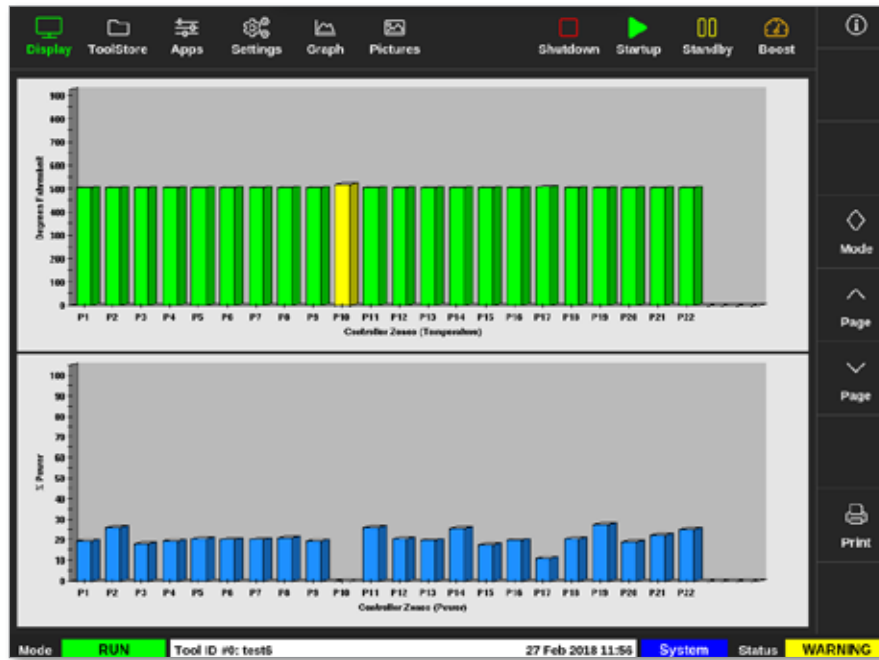 Display ToolStore Apps Settings Graph Pictures Shutdown Startup Standby Boost
900
800
700
600
500
400
300
200
100
0
Degrees Fahrenheit
P1 P2 P3 P4 P5 P6 P7 P8 P9 P10 P11 P12 P13 P14 P15 P16 P17 P18 P19 P20 P21 P22
Controller Zones (Temperature)
Mode
Page
Page
Print
100
90
80
70
60
50
40
30
20
10
0
% Power
P1 P2 P3 P4 P5 P6 P7 P8 P9 P10 P11 P12 P13 P14 P15 P16 P17 P18 P19 P20 P21 P22
Controller Zones (Power)
Mode RUN Tool ID #0: test6 27 Feb 2018 11:56 System Status WARNING